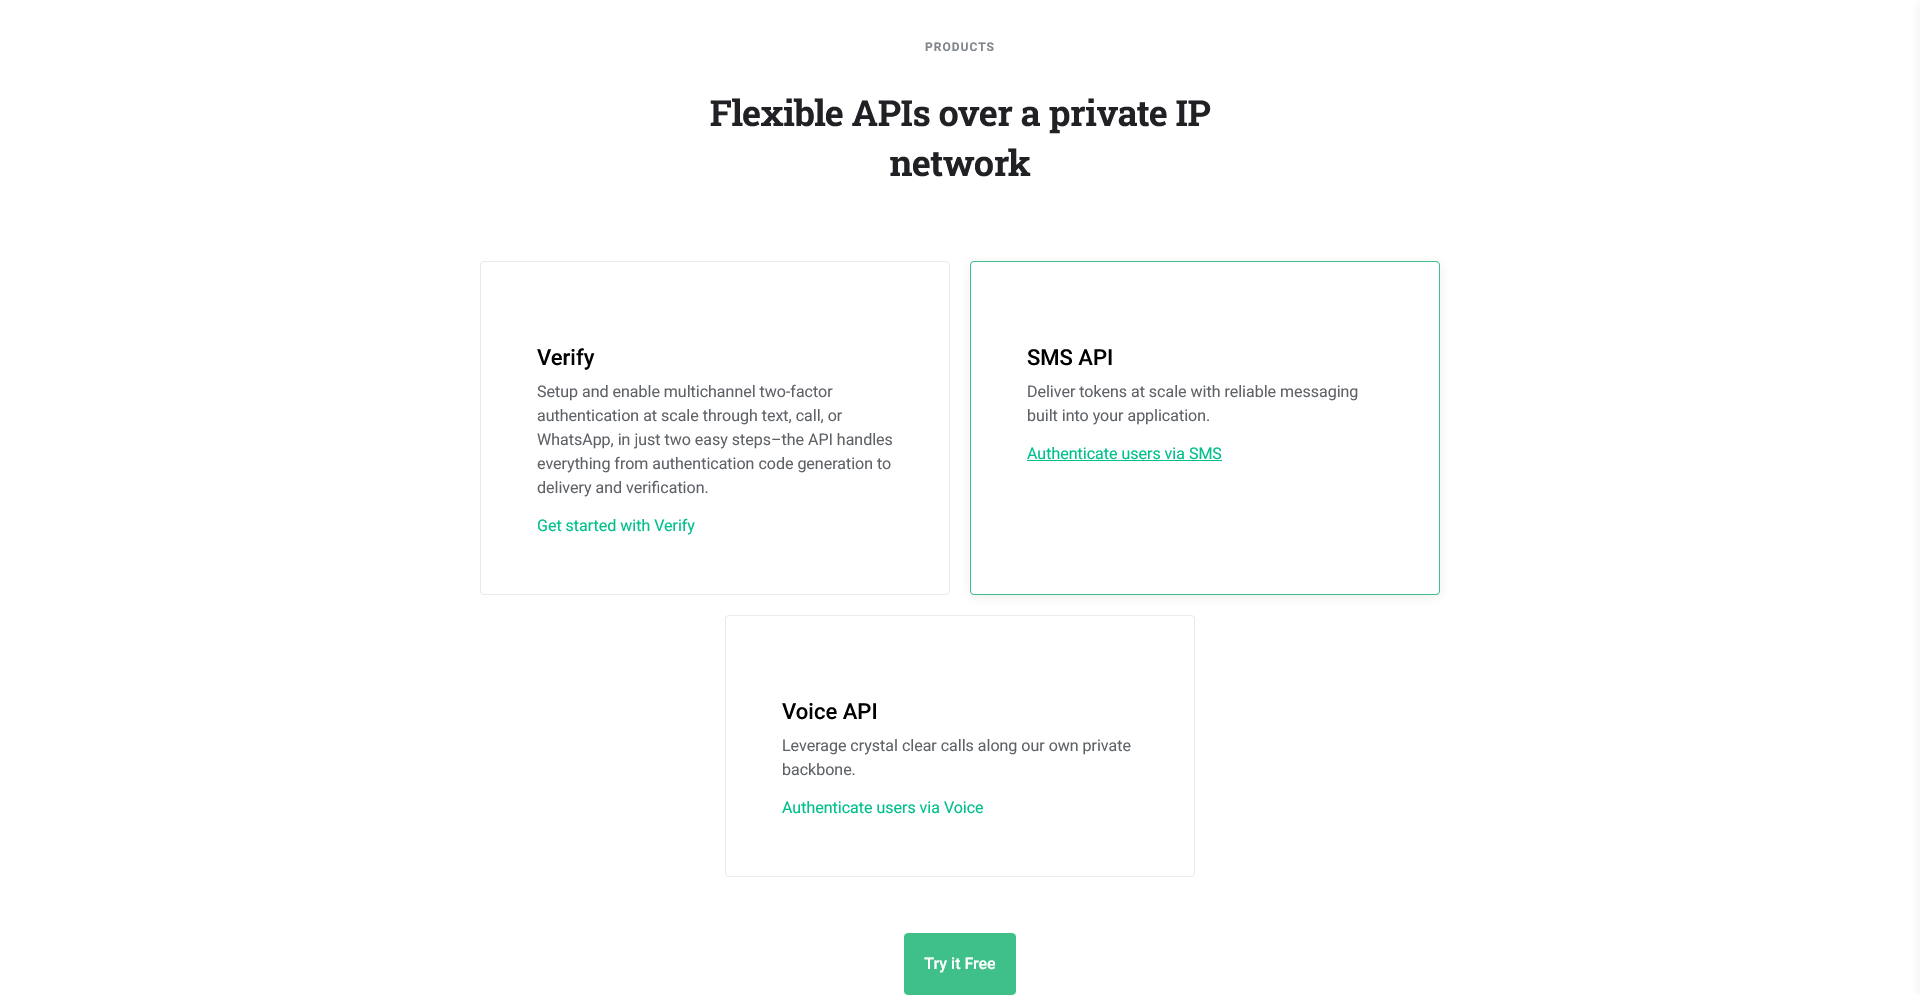 PRODUCTS
Flexible APIs over a private IP
network
Verify
Setup and enable multichannel two-factor
authentication at scale through text, call, or
WhatsApp, in just two easy steps–the API handles
everything from authentication code generation to
delivery and verification.
Get started with Verify
SMS API
Deliver tokens at scale with reliable messaging
built into your application.
Authenticate users via SMS
Voice API
Leverage crystal clear calls along our own private
backbone.
Authenticate users via Voice
Try it Free